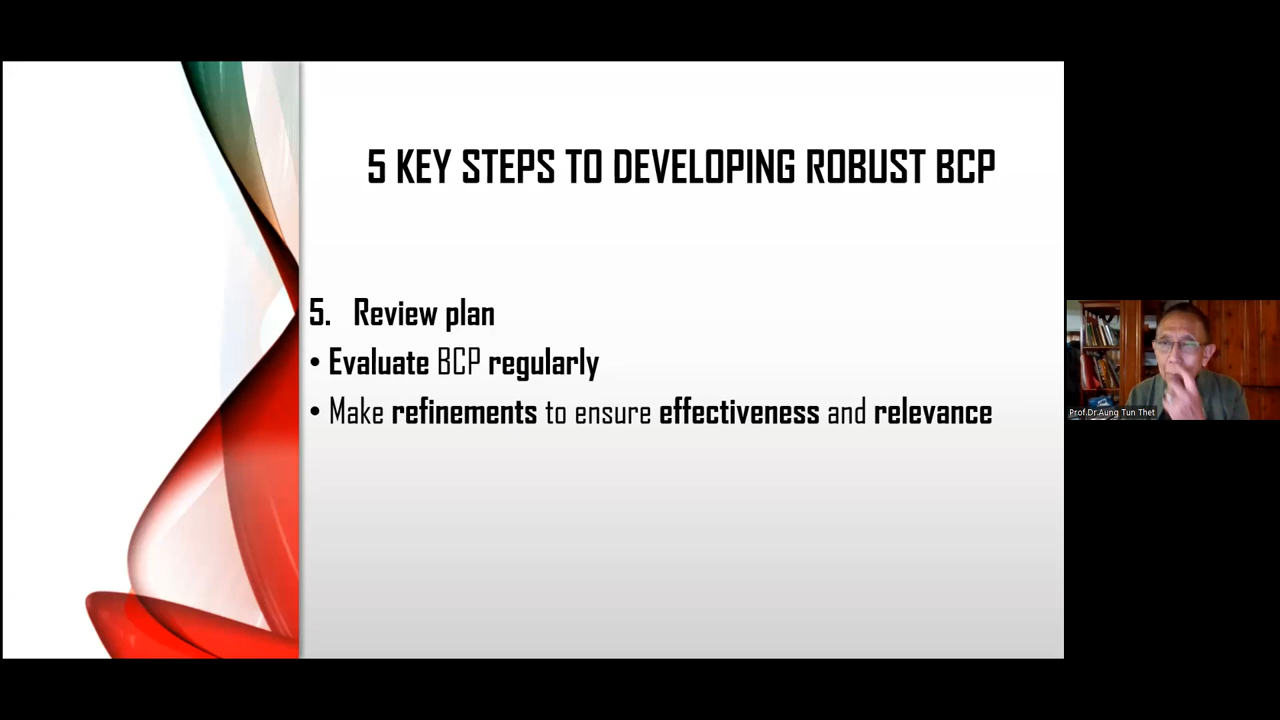 5 KEY STEPS TO DEVELOPING ROBUST BCP
5. Review plan
• Evaluate BCP regularly
• Make refinements to ensure effectiveness and relevance
Prof.Dr.Aung Tun Thet